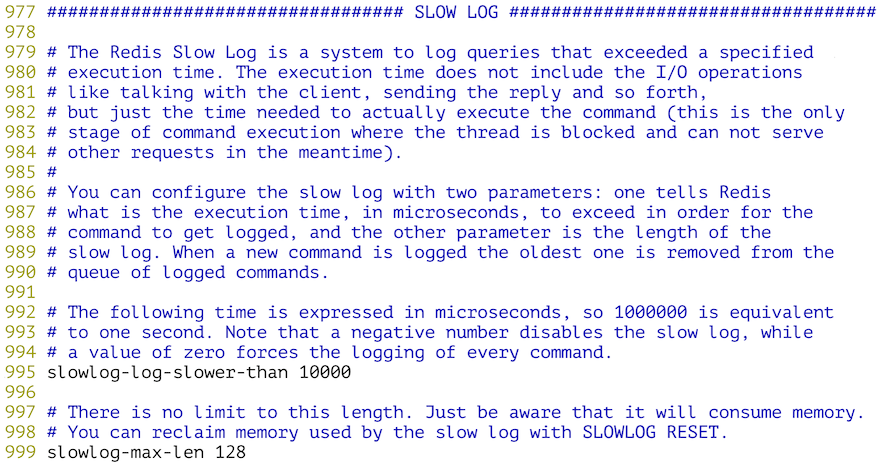 977 ################################## SLOW LOG ###################################
978
979 # The Redis Slow Log is a system to log queries that exceeded a specified
980 # execution time. The execution time does not include the I/O operations
981 # like talking with the client, sending the reply and so forth,
982 # but just the time needed to actually execute the command (this is the only
983 # stage of command execution where the thread is blocked and can not serve
984 # other requests in the meantime).
985 #
986 # You can configure the slow log with two parameters: one tells Redis
987 # what is the execution time, in microseconds, to exceed in order for the
988 # command to get logged, and the other parameter is the length of the
989 # slow log. When a new command is logged the oldest one is removed from the
990 # queue of logged commands.
991
992 # The following time is expressed in microseconds, so 1000000 is equivalent
993 # to one second. Note that a negative number disables the slow log, while
994 # a value of zero forces the logging of every command.
995 slowlog-log-slower-than 10000
996
997 # There is no limit to this length. Just be aware that it will consume memory.
998 # You can reclaim memory used by the slow log with SLOWLOG RESET.
999 slowlog-max-len 128